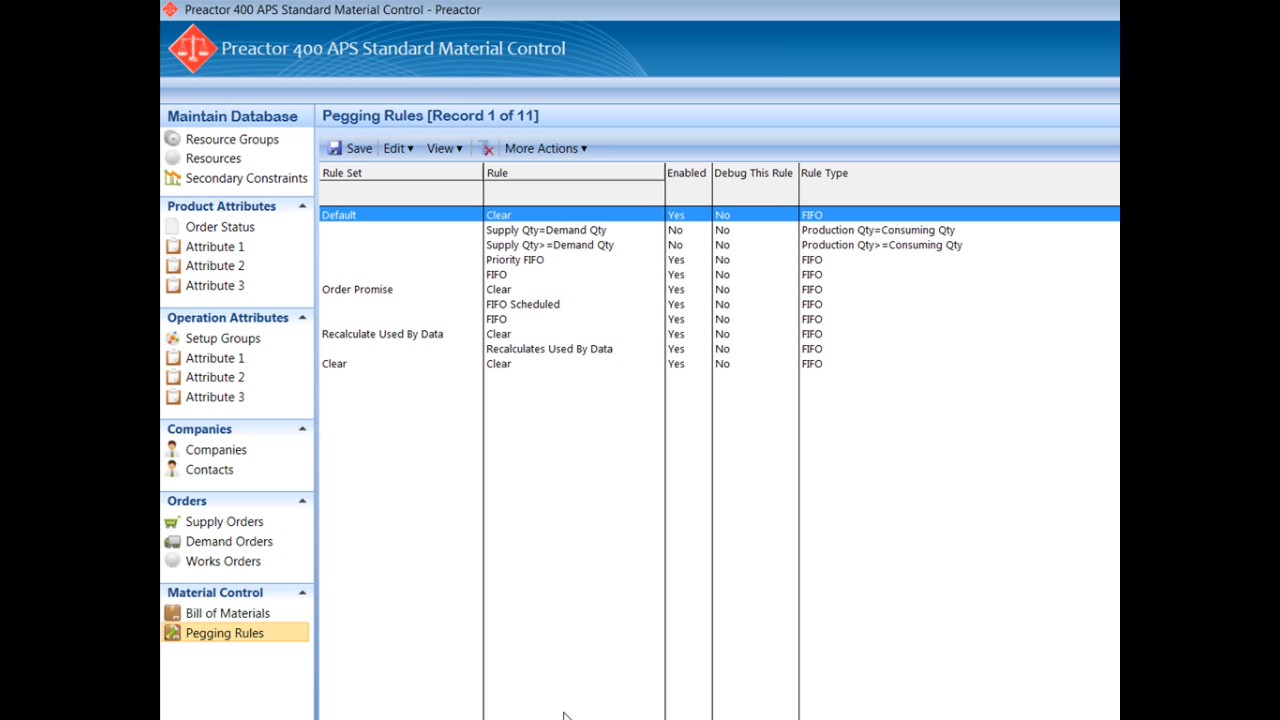 Preactor 400 APS Standard Material Control - Preactor
Preactor 400 APS Standard Material Control
Maintain Database
Resource Groups
Resources
Secondary Constraints
Product Attributes
Order Status
Attribute 1
Attribute 2
Attribute 3
Operation Attributes
Setup Groups
Attribute 1
Attribute 2
Attribute 3
Companies
Companies
Contacts
Orders
Supply Orders
Demand Orders
Works Orders
Material Control
Bill of Materials
Pegging Rules
Pegging Rules [Record 1 of 11]
Save Edit View More Actions
Rule Set Rule Enabled Debug This Rule Rule Type
Default Clear Yes No FIFO
Supply Qty=Demand Qty No No Production Qty=Consuming Qty
Supply Qty>=Demand Qty No No Production Qty>=Consuming Qty
Priority FIFO Yes No FIFO
FIFO Yes No FIFO
Order Promise Clear Yes No FIFO
FIFO Scheduled Yes No FIFO
FIFO Yes No FIFO
Recalculate Used By Data Clear Yes No FIFO
Recalculates Used By Data Yes No FIFO
Clear Clear Yes No FIFO